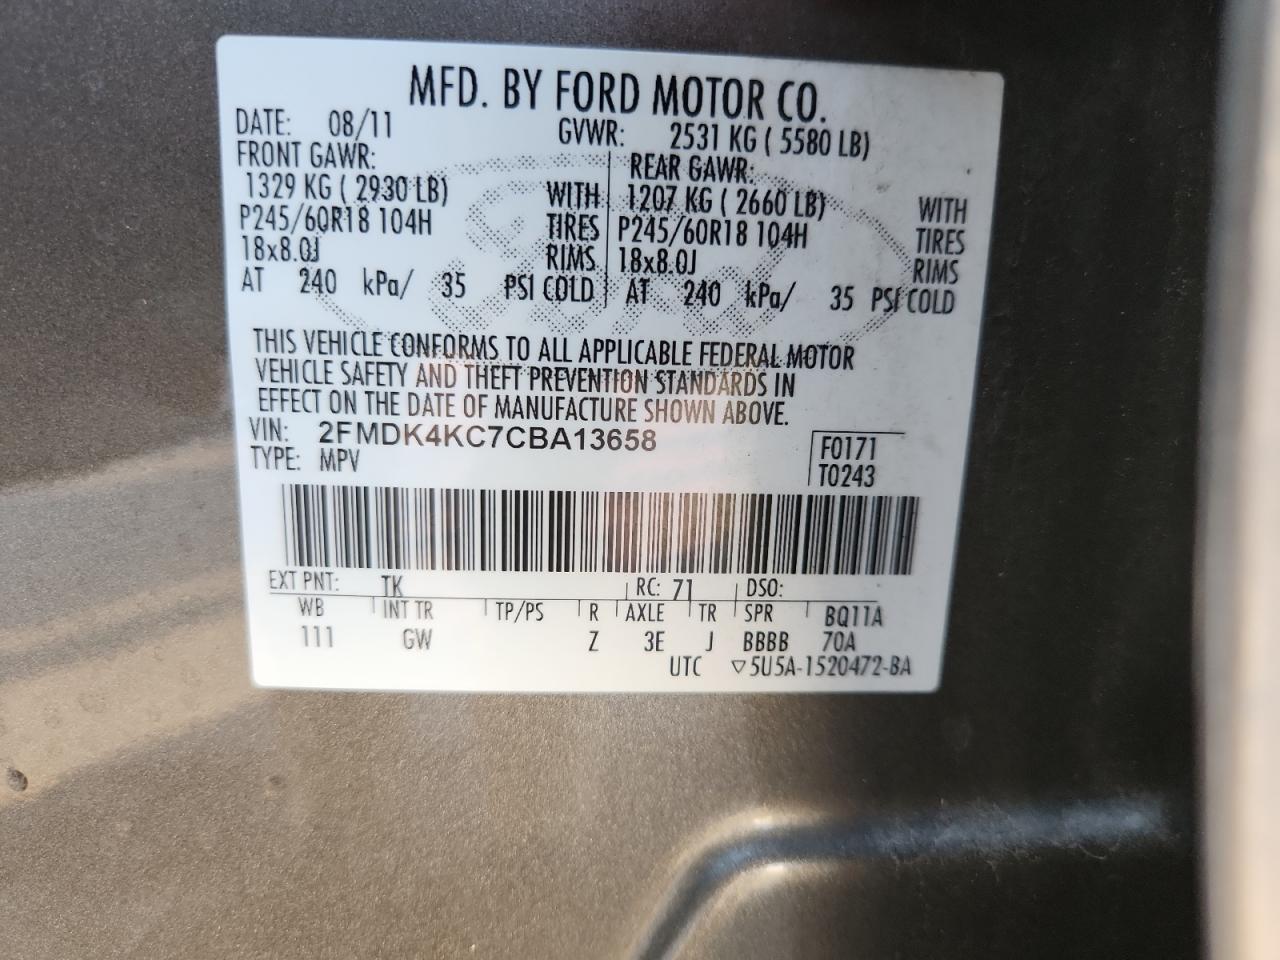 MFD. BY FORD MOTOR CO.
DATE: 08/11 GVWR: 2531 KG ( 5580 LB)
FRONT GAWR: REAR GAWR:
1329 KG ( 2930 LB) WITH 1207 KG ( 2660 LB) WITH
P245/60R18 104H TIRES P245/60R18 104H TIRES
18x8.0J RIMS 18x8.0J RIMS
AT 240 kPa/ 35 PSI COLD AT 240 kPa/ 35 PSI COLD
THIS VEHICLE CONFORMS TO ALL APPLICABLE FEDERAL MOTOR
VEHICLE SAFETY AND THEFT PREVENTION STANDARDS IN
EFFECT ON THE DATE OF MANUFACTURE SHOWN ABOVE.
VIN: 2FMDK4KC7CBA13658 F0171
TYPE: MPV T0243
EXT PNT: TK RC: 71 DSO:
WB INT TR TP/PS R AXLE TR SPR BQ11A
111 GW Z 3E J BBBB 70A
UTC ▽5U5A-1520472-BA